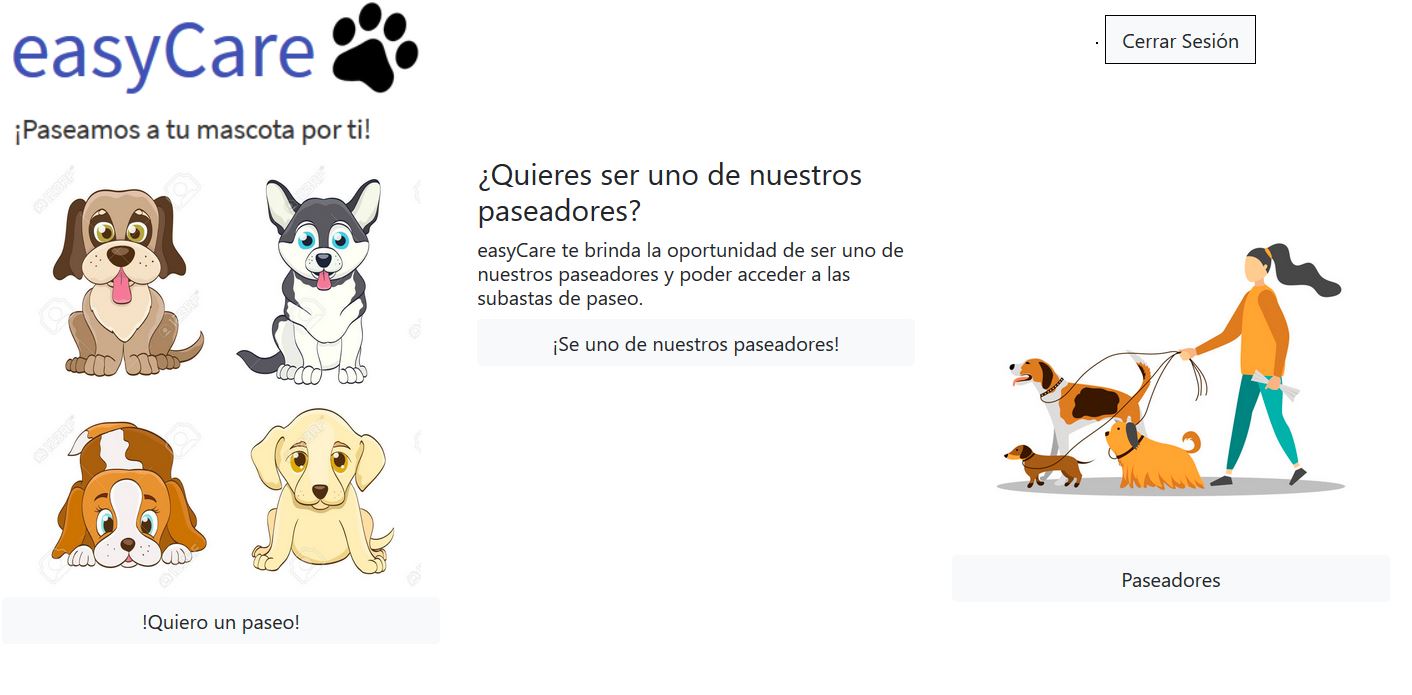 easyCare
Cerrar Sesión
¡Paseamos a tu mascota por ti!
!Quiero un paseo!
¿Quieres ser uno de nuestros
paseadores?
easyCare te brinda la oportunidad de ser uno de
nuestros paseadores y poder acceder a las
subastas de paseo.
¡Se uno de nuestros paseadores!
Paseadores